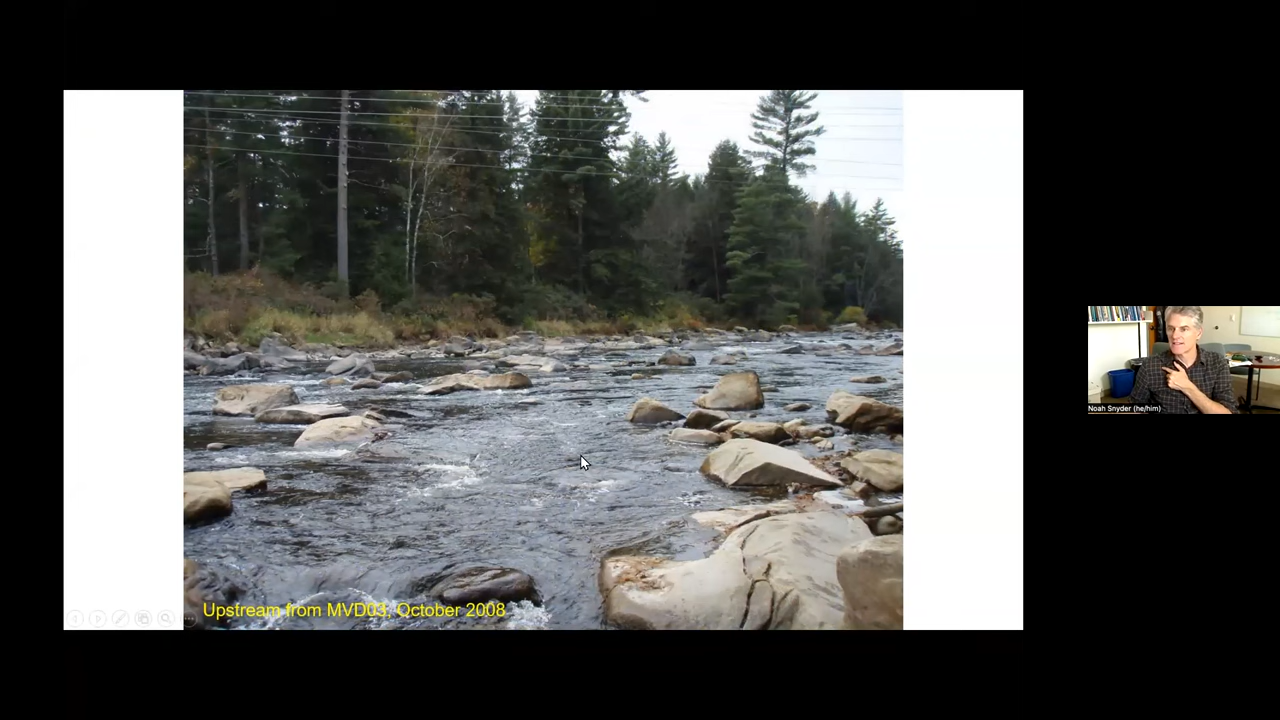 Upstream from MVD03, October 2008
Noah Snyder (he/him)